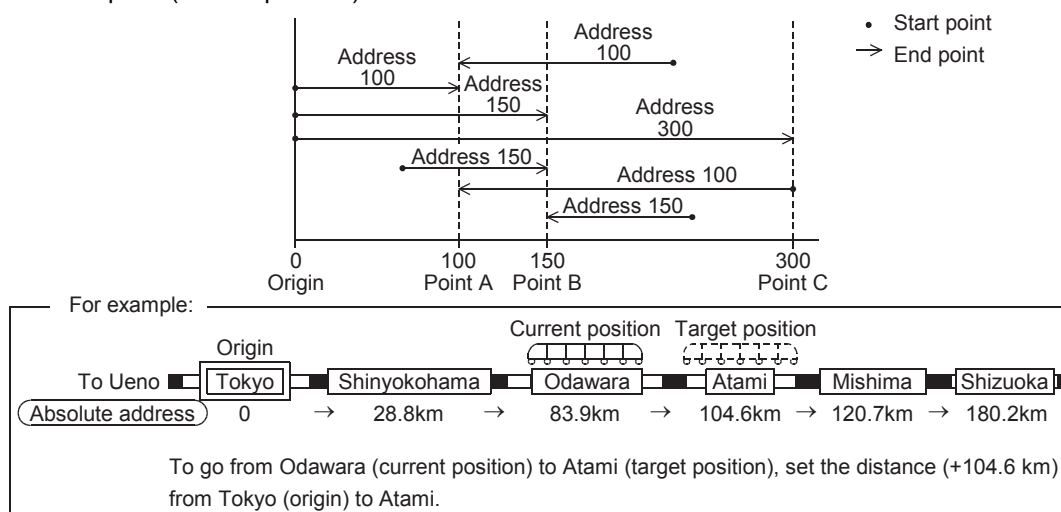 Start point
End point
Address
100
Address
100
Address
150
Address
300
Address 150
Address 100
Address 150
0
Origin
100
Point A
150
Point B
300
Point C
For example:
Current position
Target position
Origin
To Ueno
Tokyo
Shinyokohama
Odawara
Atami
Mishima
Shizuoka
Absolute address
0 → 28.8km → 83.9km → 104.6km → 120.7km → 180.2km
To go from Odawara (current position) to Atami (target position), set the distance (+104.6 km)
from Tokyo (origin) to Atami.